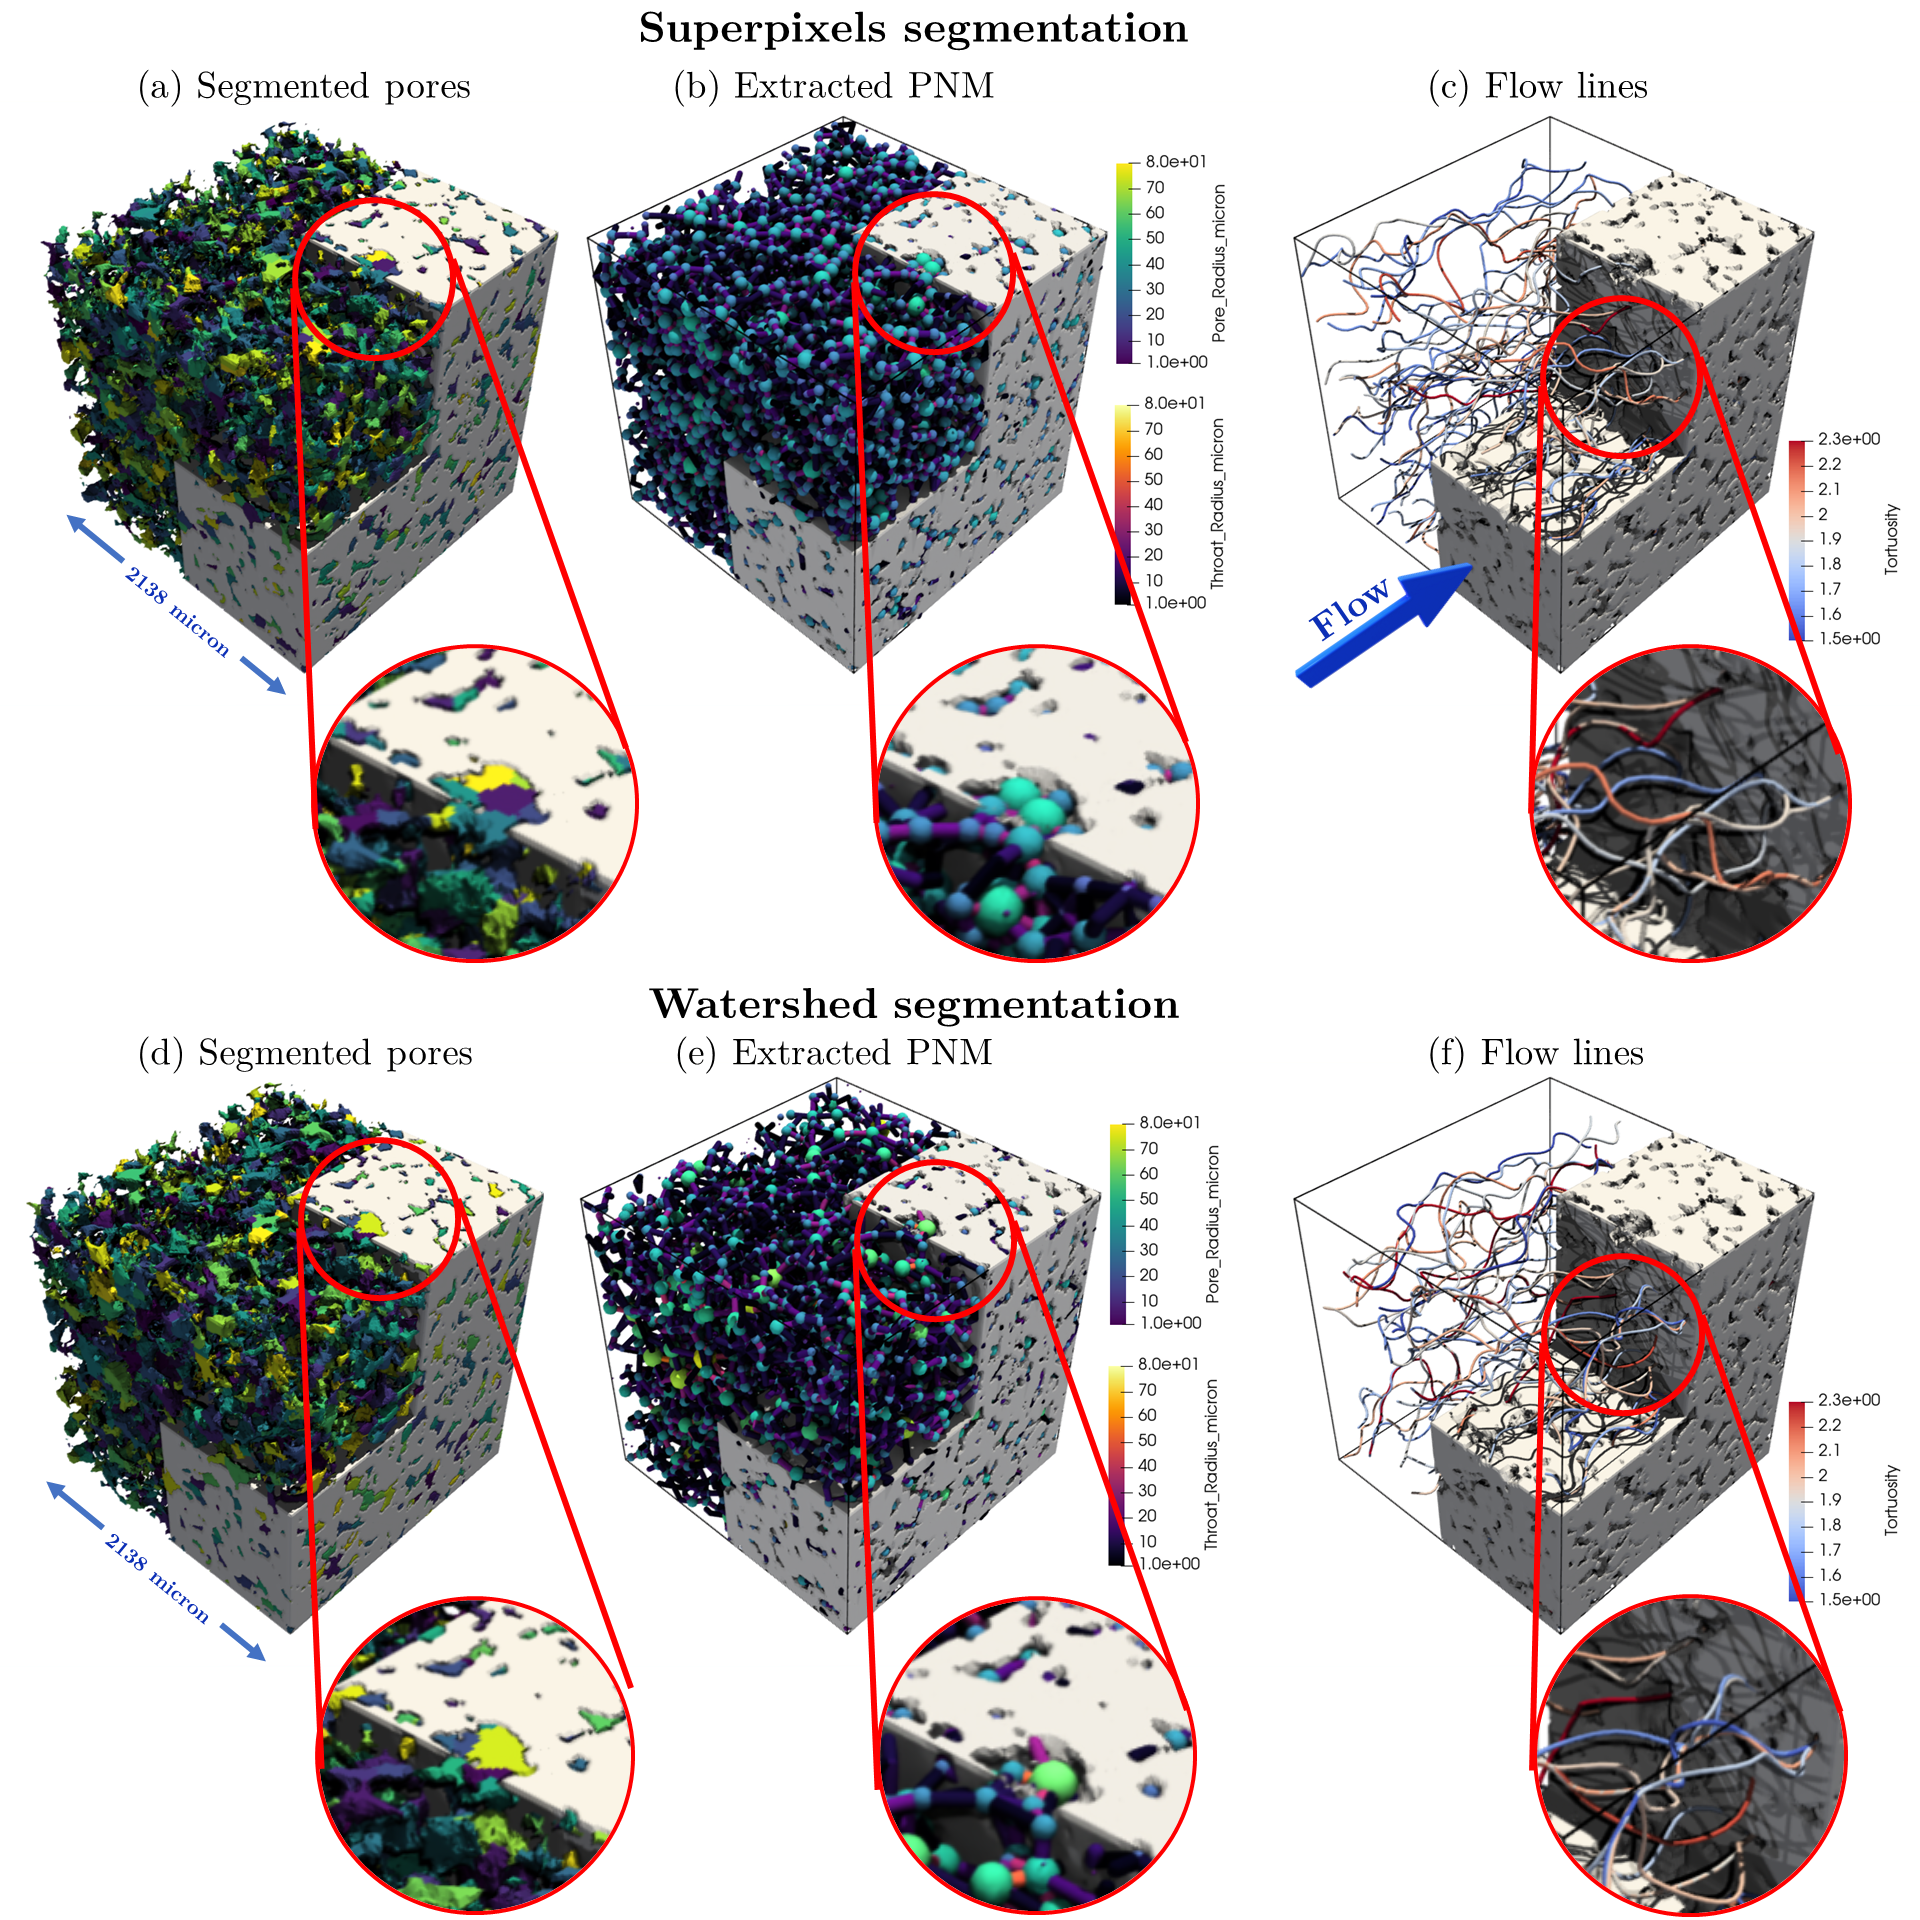 Superpixels segmentation
(a) Segmented pores
(b) Extracted PNM
(c) Flow lines
8.0e+01
70
60
50
40
30
20
10
1.0e+00
Pore_Radius_micron
8.0e+01
70
60
50
40
30
20
10
1.0e+00
Throat_Radius_micron
2.3e+00
2.2
2.1
2
1.9
1.8
1.7
1.6
1.5e+00
Tortuosity
2138 micron
Flow
Watershed segmentation
(d) Segmented pores
(e) Extracted PNM
(f) Flow lines
8.0e+01
70
60
50
40
30
20
10
1.0e+00
Pore_Radius_micron
8.0e+01
70
60
50
40
30
20
10
1.0e+00
Throat_Radius_micron
2.3e+00
2.2
2.1
2
1.9
1.8
1.7
1.6
1.5e+00
Tortuosity
2138 micron